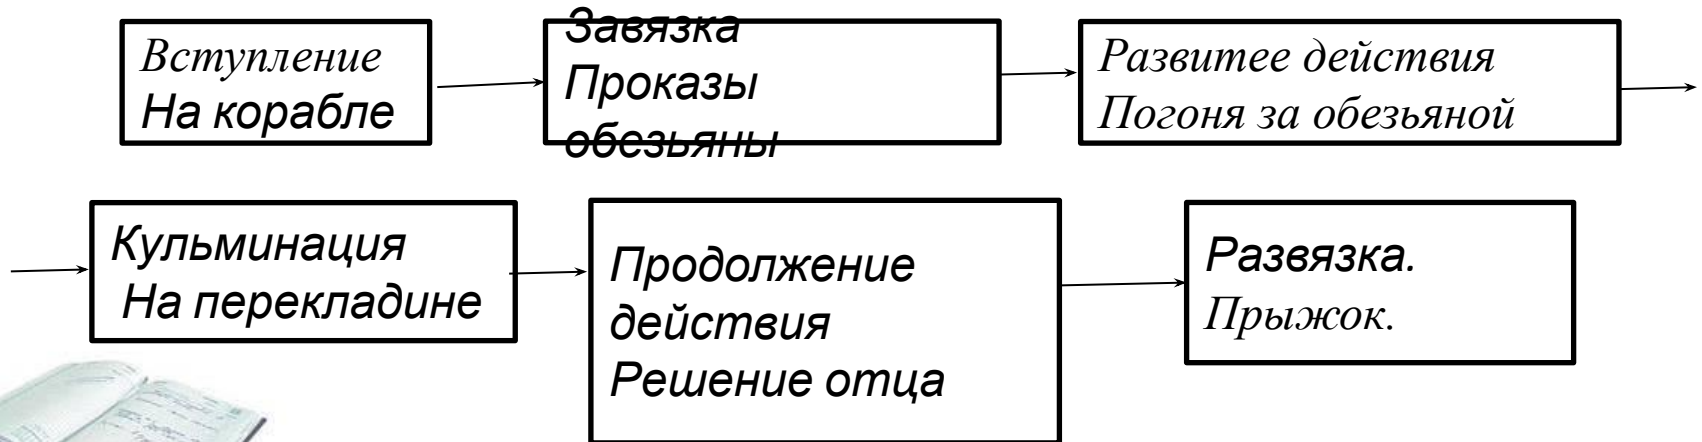 Вступление
На корабле
Завязка
Проказы
обезьяны
Развитее действия
Погоня за обезьяной
Кульминация
На перекладине
Продолжение
действия
Решение отца
Развязка.
Прыжок.